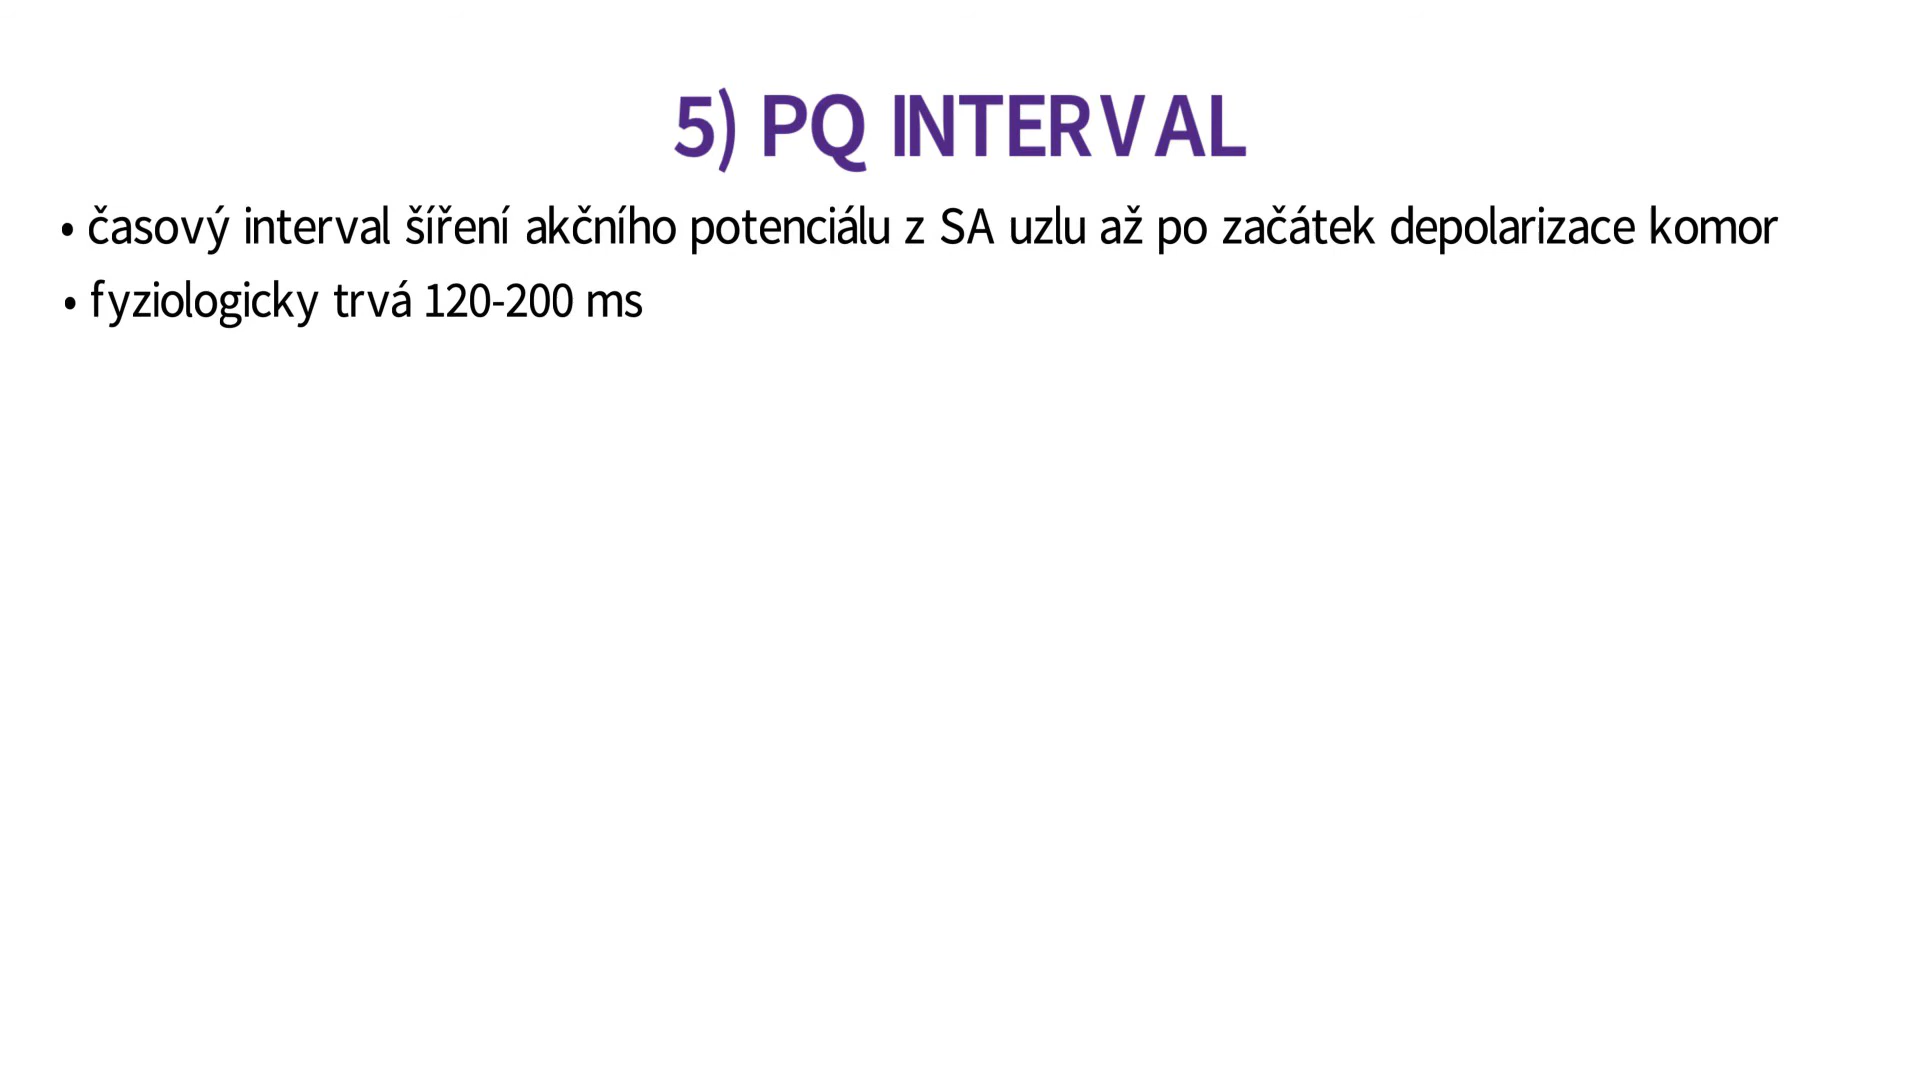 5) PQ INTERVAL
• časový interval šíření akčního potenciálu z SA uzlu až po začátek depolarizace komor
• fyziologicky trvá 120-200 ms